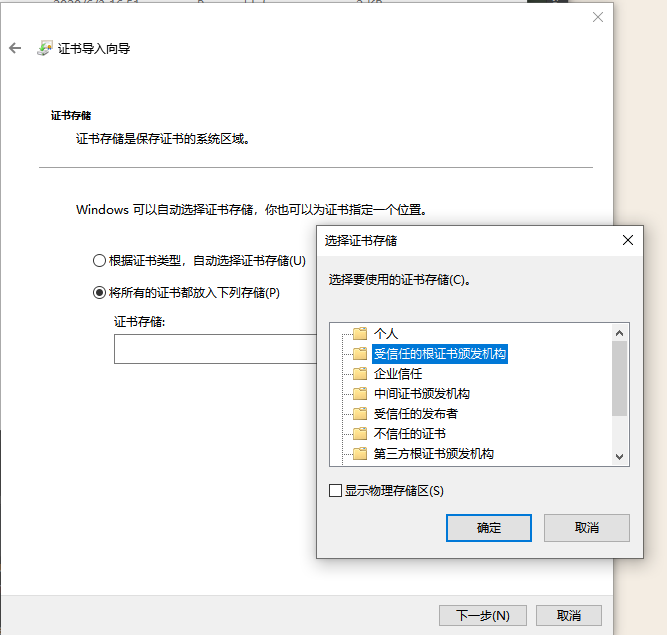 证书导入向导
证书存储
证书存储是保存证书的系统区域。
Windows 可以自动选择证书存储，你也可以为证书指定一个位置。
根据证书类型，自动选择证书存储(U)
将所有的证书都放入下列存储(P)
证书存储:
选择证书存储
选择要使用的证书存储(C)。
个人
受信任的根证书颁发机构
企业信任
中间证书颁发机构
受信任的发布者
不信任的证书
第三方根证书颁发机构
显示物理存储区(S)
确定
取消
下一步(N)
取消